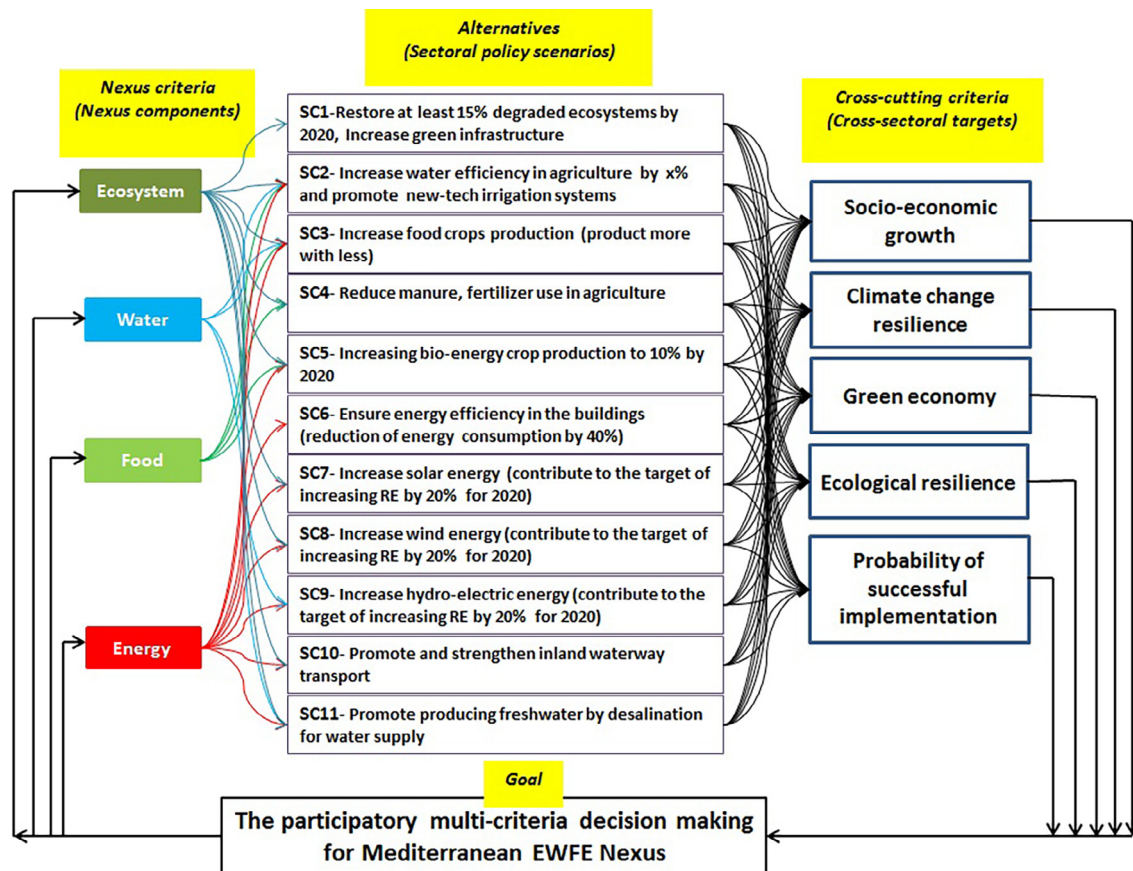 Alternatives
(Sectoral policy scenarios)
Nexus criteria
(Nexus components)
Cross-cutting criteria
(Cross-sectoral targets)
Ecosystem
Water
Food
Energy
SC1-Restore at least 15% degraded ecosystems by
2020, Increase green infrastructure
SC2- Increase water efficiency in agriculture by x%
and promote new-tech irrigation systems
SC3- Increase food crops production (product more
with less)
SC4- Reduce manure, fertilizer use in agriculture
SC5- Increasing bio-energy crop production to 10% by
2020
SC6- Ensure energy efficiency in the buildings
(reduction of energy consumption by 40%)
SC7- Increase solar energy (contribute to the target of
increasing RE by 20% for 2020)
SC8- Increase wind energy (contribute to the target of
increasing RE by 20% for 2020)
SC9- Increase hydro-electric energy (contribute to the
target of increasing RE by 20% for 2020)
SC10- Promote and strengthen inland waterway
transport
SC11- Promote producing freshwater by desalination
for water supply
Socio-economic
growth
Climate change
resilience
Green economy
Ecological resilience
Probability of
successful
implementation
Goal
The participatory multi-criteria decision making
for Mediterranean EWFE Nexus